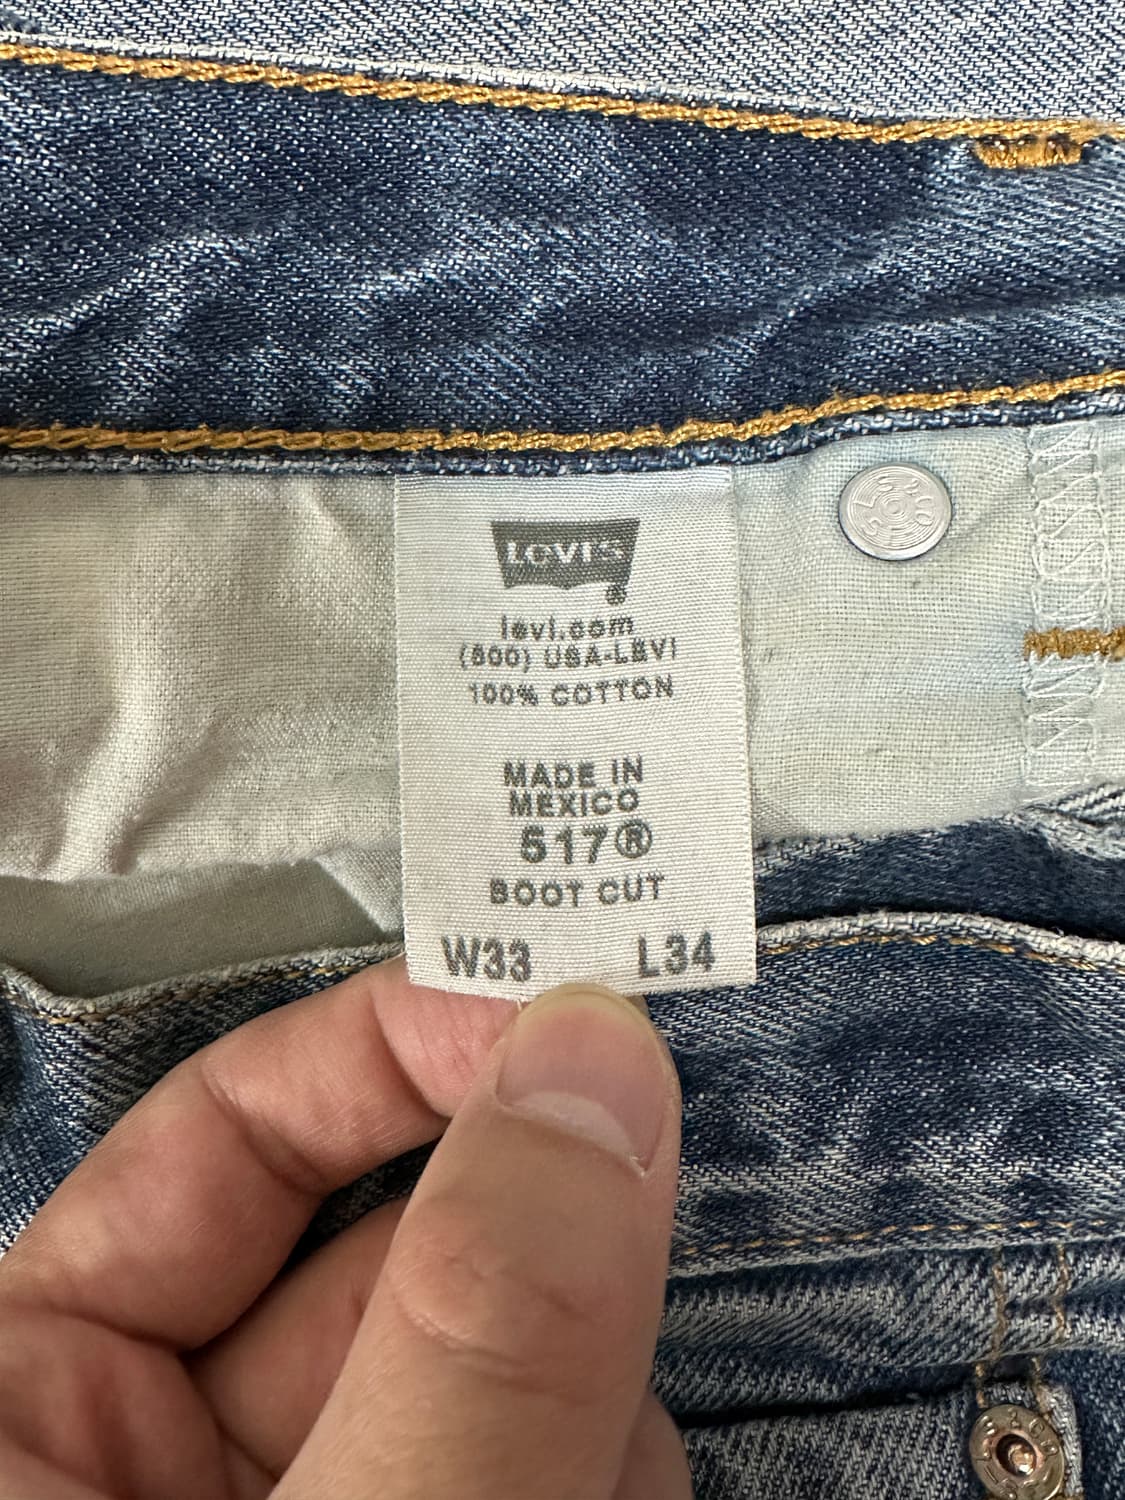 LEVI'S
levi.com
(800) USA-LEVI
100% COTTON
MADE IN
MEXICO
517®
BOOT CUT
W33 L34